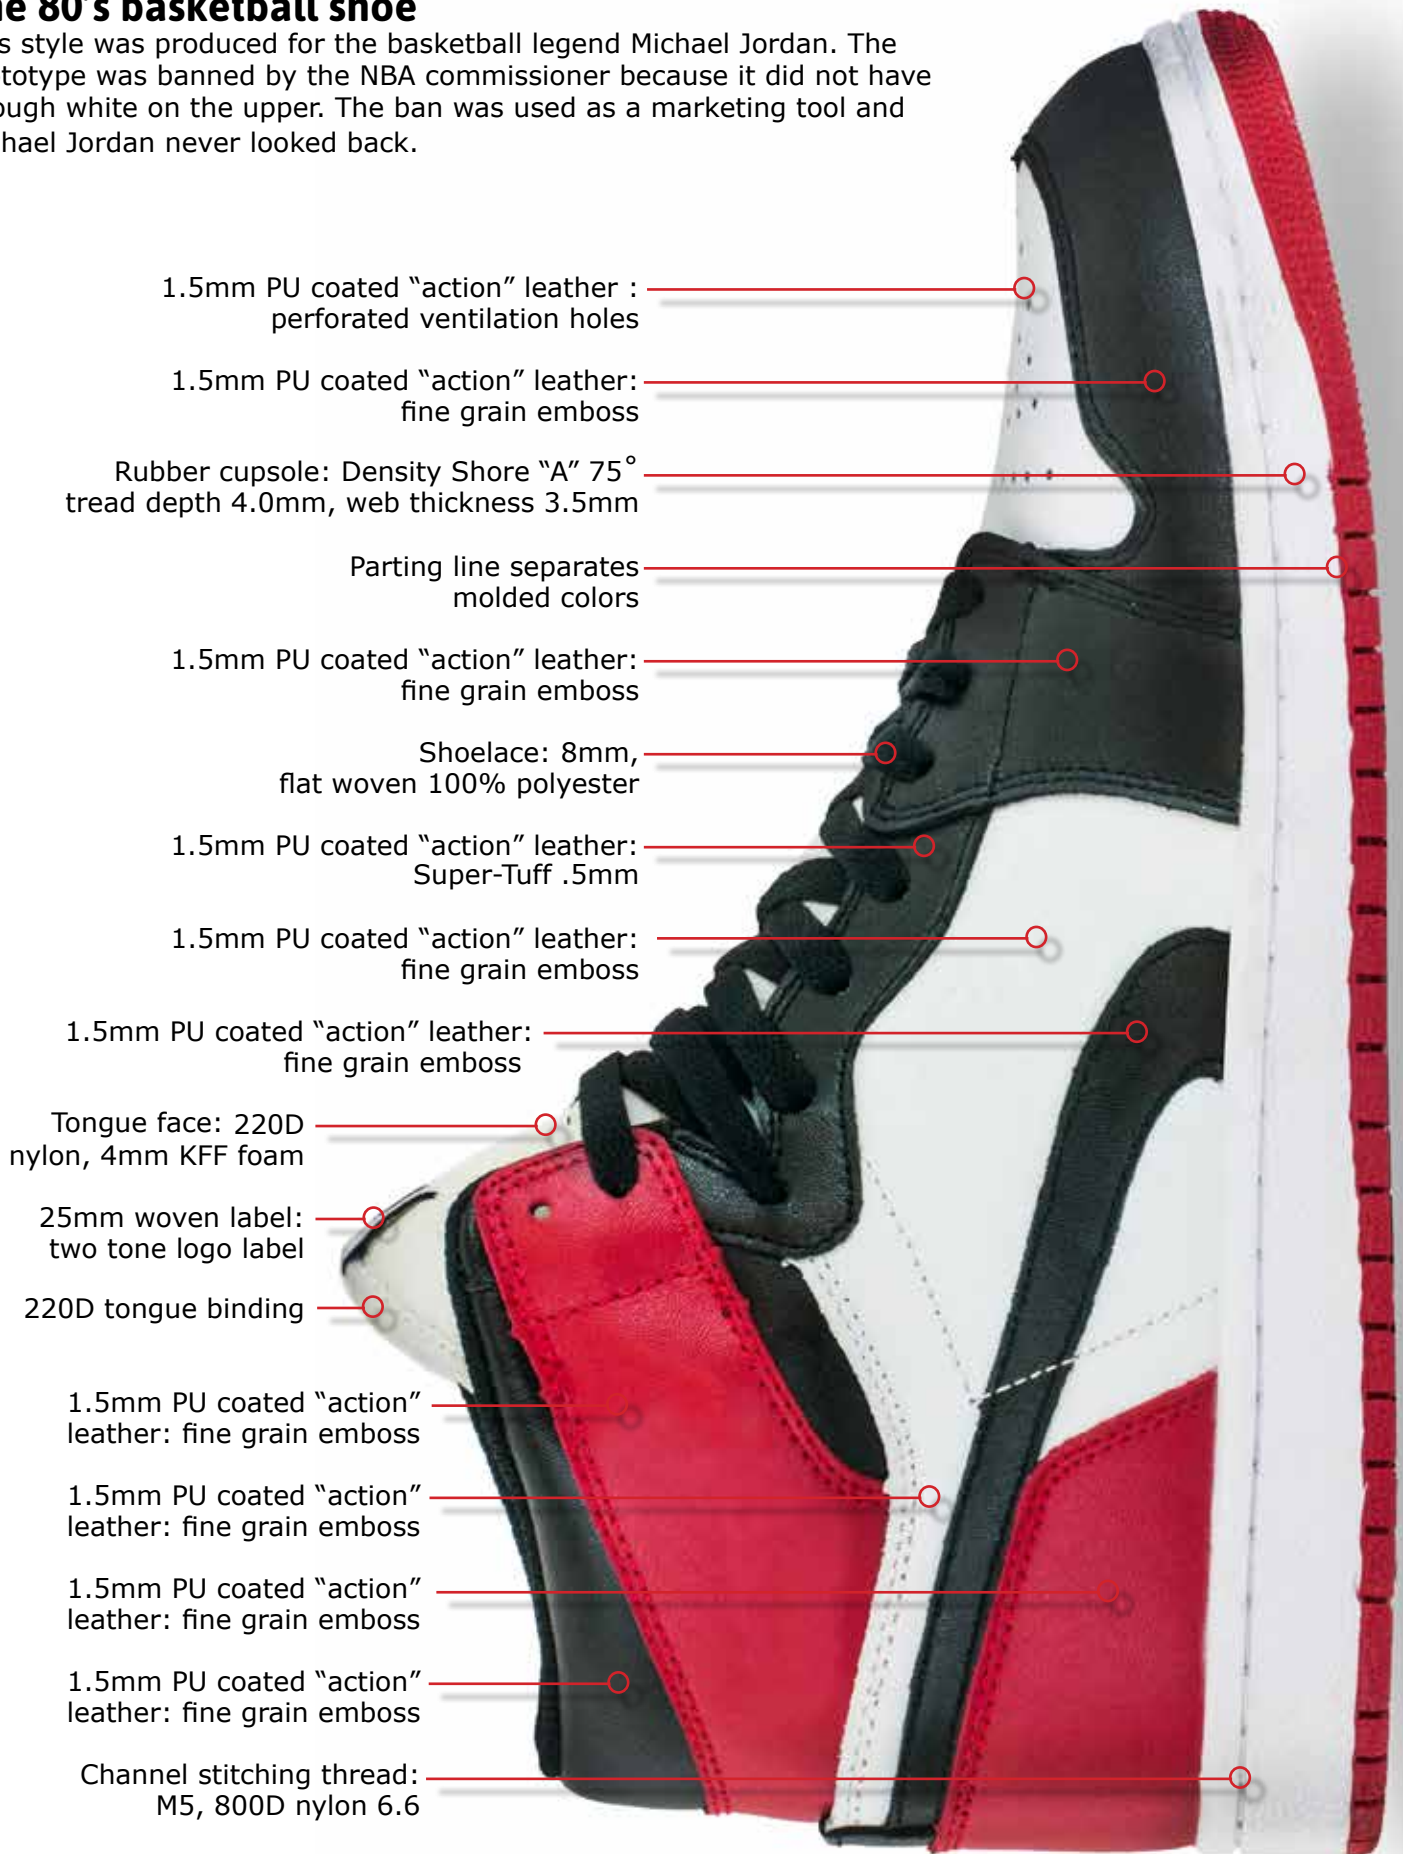 he 80's basketball shoe
s style was produced for the basketball legend Michael Jordan. The
totype was banned by the NBA commissioner because it did not have
ough white on the upper. The ban was used as a marketing tool and
hael Jordan never looked back.
1.5mm PU coated “action” leather :
perforated ventilation holes
1.5mm PU coated “action” leather:
fine grain emboss
Rubber cupsole: Density Shore “A” 75˚
tread depth 4.0mm, web thickness 3.5mm
Parting line separates
molded colors
1.5mm PU coated “action” leather:
fine grain emboss
Shoelace: 8mm,
flat woven 100% polyester
1.5mm PU coated “action” leather:
Super-Tuff .5mm
1.5mm PU coated “action” leather:
fine grain emboss
1.5mm PU coated “action” leather:
fine grain emboss
Tongue face: 220D
nylon, 4mm KFF foam
25mm woven label:
two tone logo label
220D tongue binding
1.5mm PU coated “action”
leather: fine grain emboss
1.5mm PU coated “action”
leather: fine grain emboss
1.5mm PU coated “action”
leather: fine grain emboss
1.5mm PU coated “action”
leather: fine grain emboss
Channel stitching thread:
M5, 800D nylon 6.6